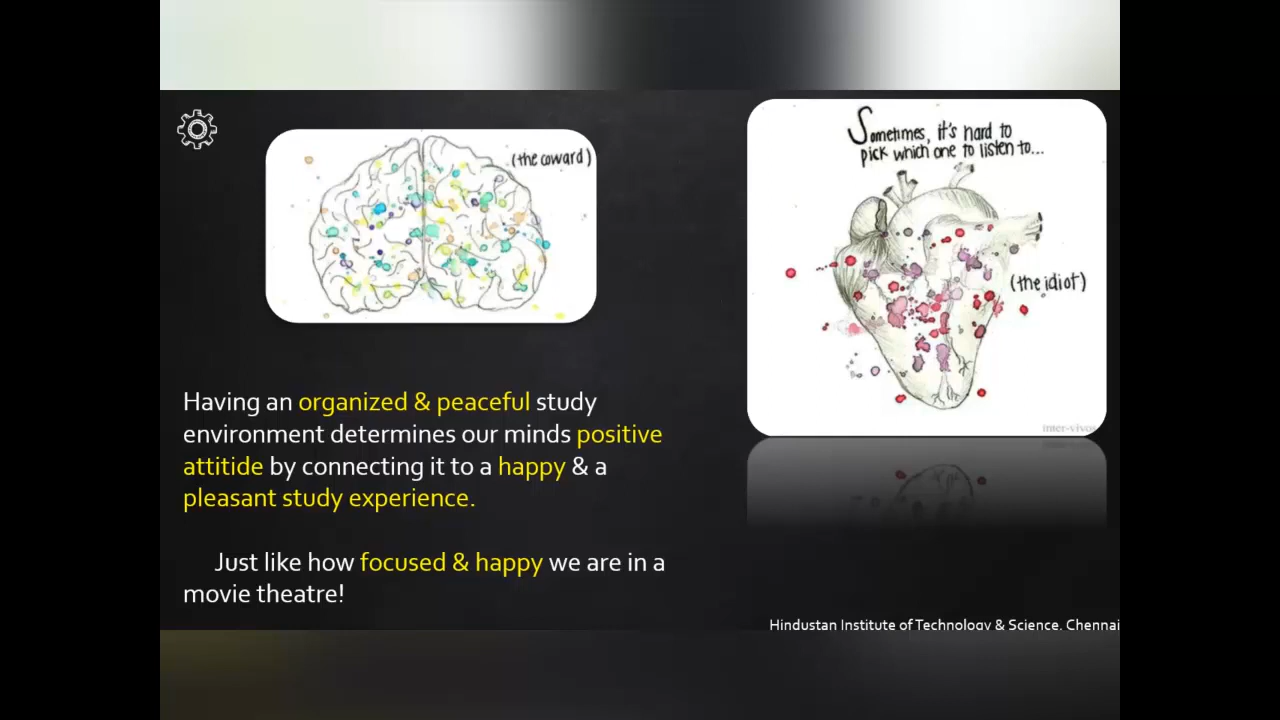 (the coward)
Sometimes, it's hard to
pick which one to listen to...
(the idiot)
inter-vivos
Having an organized & peaceful study
environment determines our minds positive
attitide by connecting it to a happy & a
pleasant study experience.
Just like how focused & happy we are in a
movie theatre!
Hindustan Institute of Technology & Science, Chennai